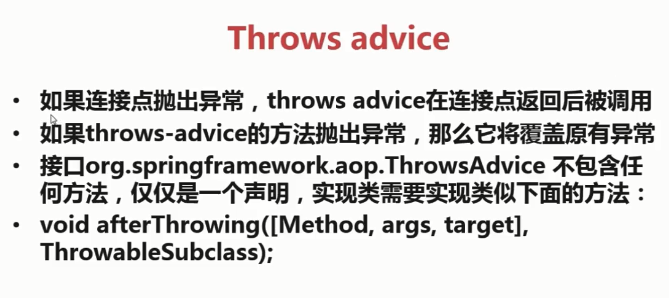 Throws advice
• 如果连接点抛出异常，throws advice在连接点返回后被调用
• 如果throws-advice的方法抛出异常，那么它将覆盖原有异常
• 接口org.springframework.aop.ThrowsAdvice 不包含任
何方法，仅仅是一个声明，实现类需要实现类似下面的方法：
• void afterThrowing([Method, args, target],
ThrowableSubclass);